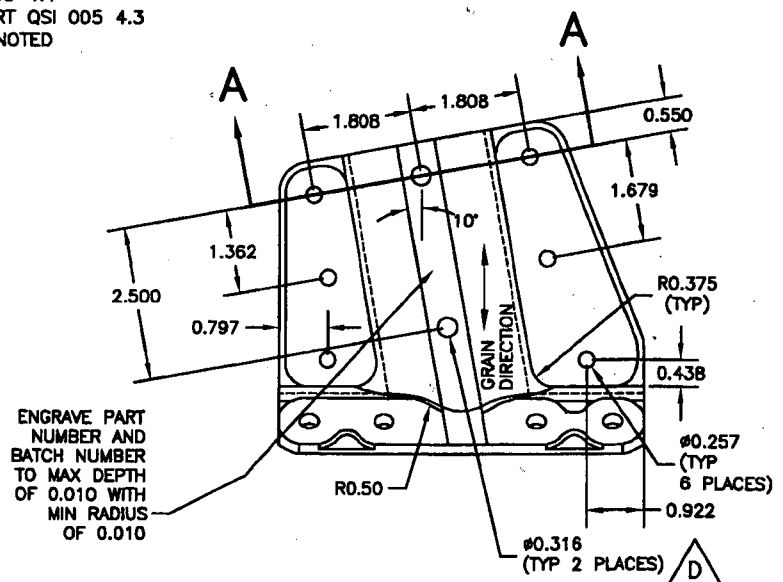 RT QSI 005 4.3
NOTED
A
A
1.808
1.808
0.550
1.679
10°
1.362
2.500
0.797
R0.375
(TYP)
GRAIN
DIRECTION
0.438
ENGRAVE PART
NUMBER AND
BATCH NUMBER
TO MAX DEPTH
OF 0.010 WITH
MIN RADIUS
OF 0.010
R0.50
ø0.257
(TYP
6 PLACES)
0.922
ø0.316
(TYP 2 PLACES)
D